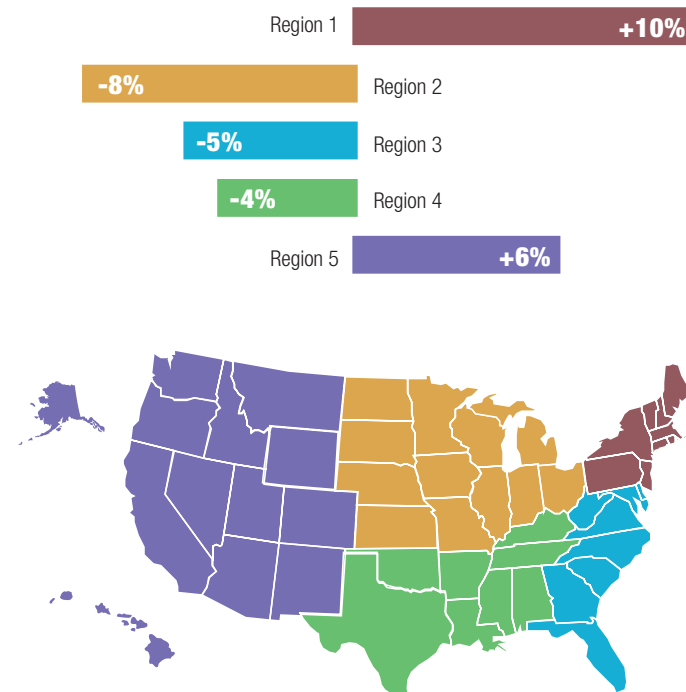 Region 1 +10%
-8% Region 2
-5% Region 3
-4% Region 4
Region 5 +6%